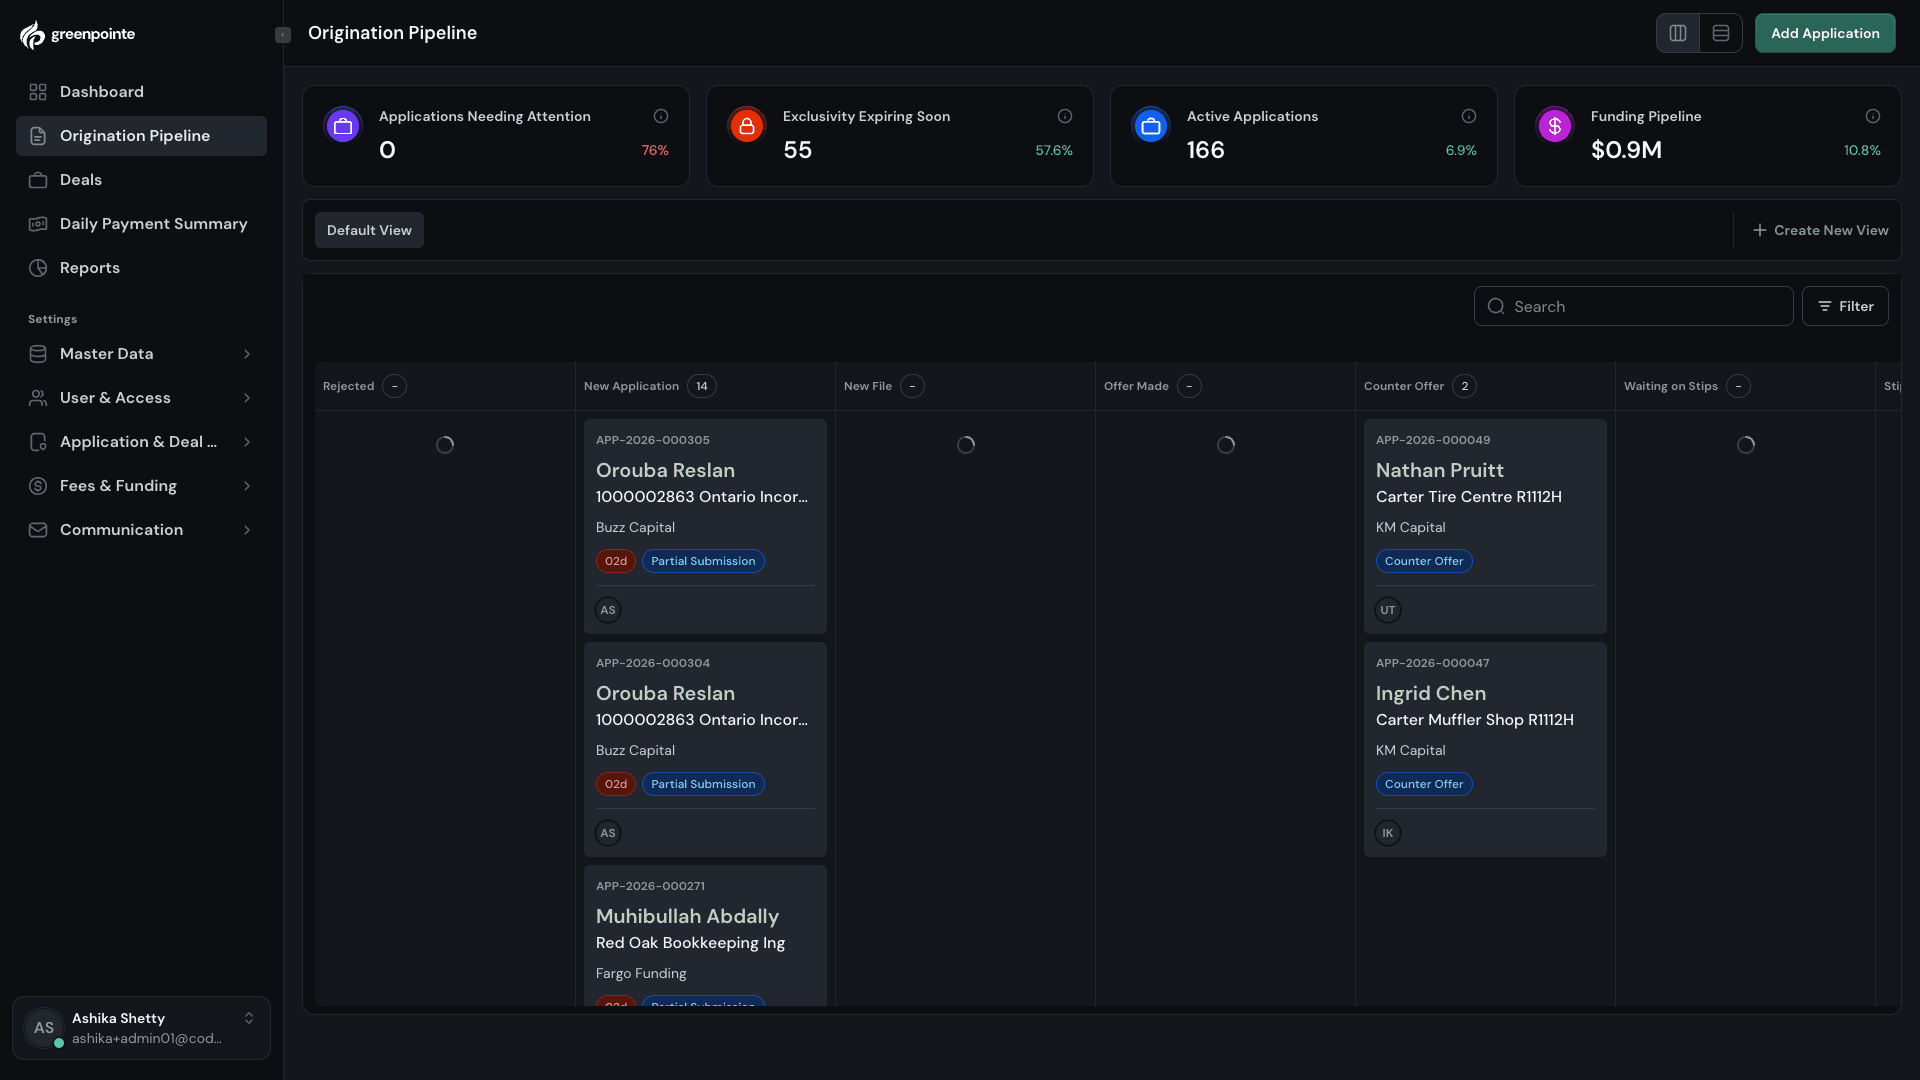 greenpointe
Dashboard
Origination Pipeline
Deals
Daily Payment Summary
Reports
Settings
Master Data
User & Access
Application & Deal ...
Fees & Funding
Communication
AS
Ashika Shetty
ashika+admin01@cod...
Origination Pipeline
Add Application
Applications Needing Attention
0
76%
Exclusivity Expiring Soon
55
57.6%
Active Applications
166
6.9%
Funding Pipeline
$0.9M
10.8%
Default View
Create New View
Search
Filter
Rejected -
New Application 14
New File -
Offer Made -
Counter Offer 2
Waiting on Stips -
Sti
APP-2026-000305
Orouba Reslan
1000002863 Ontario Incor...
Buzz Capital
02d Partial Submission
AS
APP-2026-000304
Orouba Reslan
1000002863 Ontario Incor...
Buzz Capital
02d Partial Submission
AS
APP-2026-000271
Muhibullah Abdally
Red Oak Bookkeeping Ing
Fargo Funding
02d Partial Submission
APP-2026-000049
Nathan Pruitt
Carter Tire Centre R1112H
KM Capital
Counter Offer
UT
APP-2026-000047
Ingrid Chen
Carter Muffler Shop R1112H
KM Capital
Counter Offer
IK